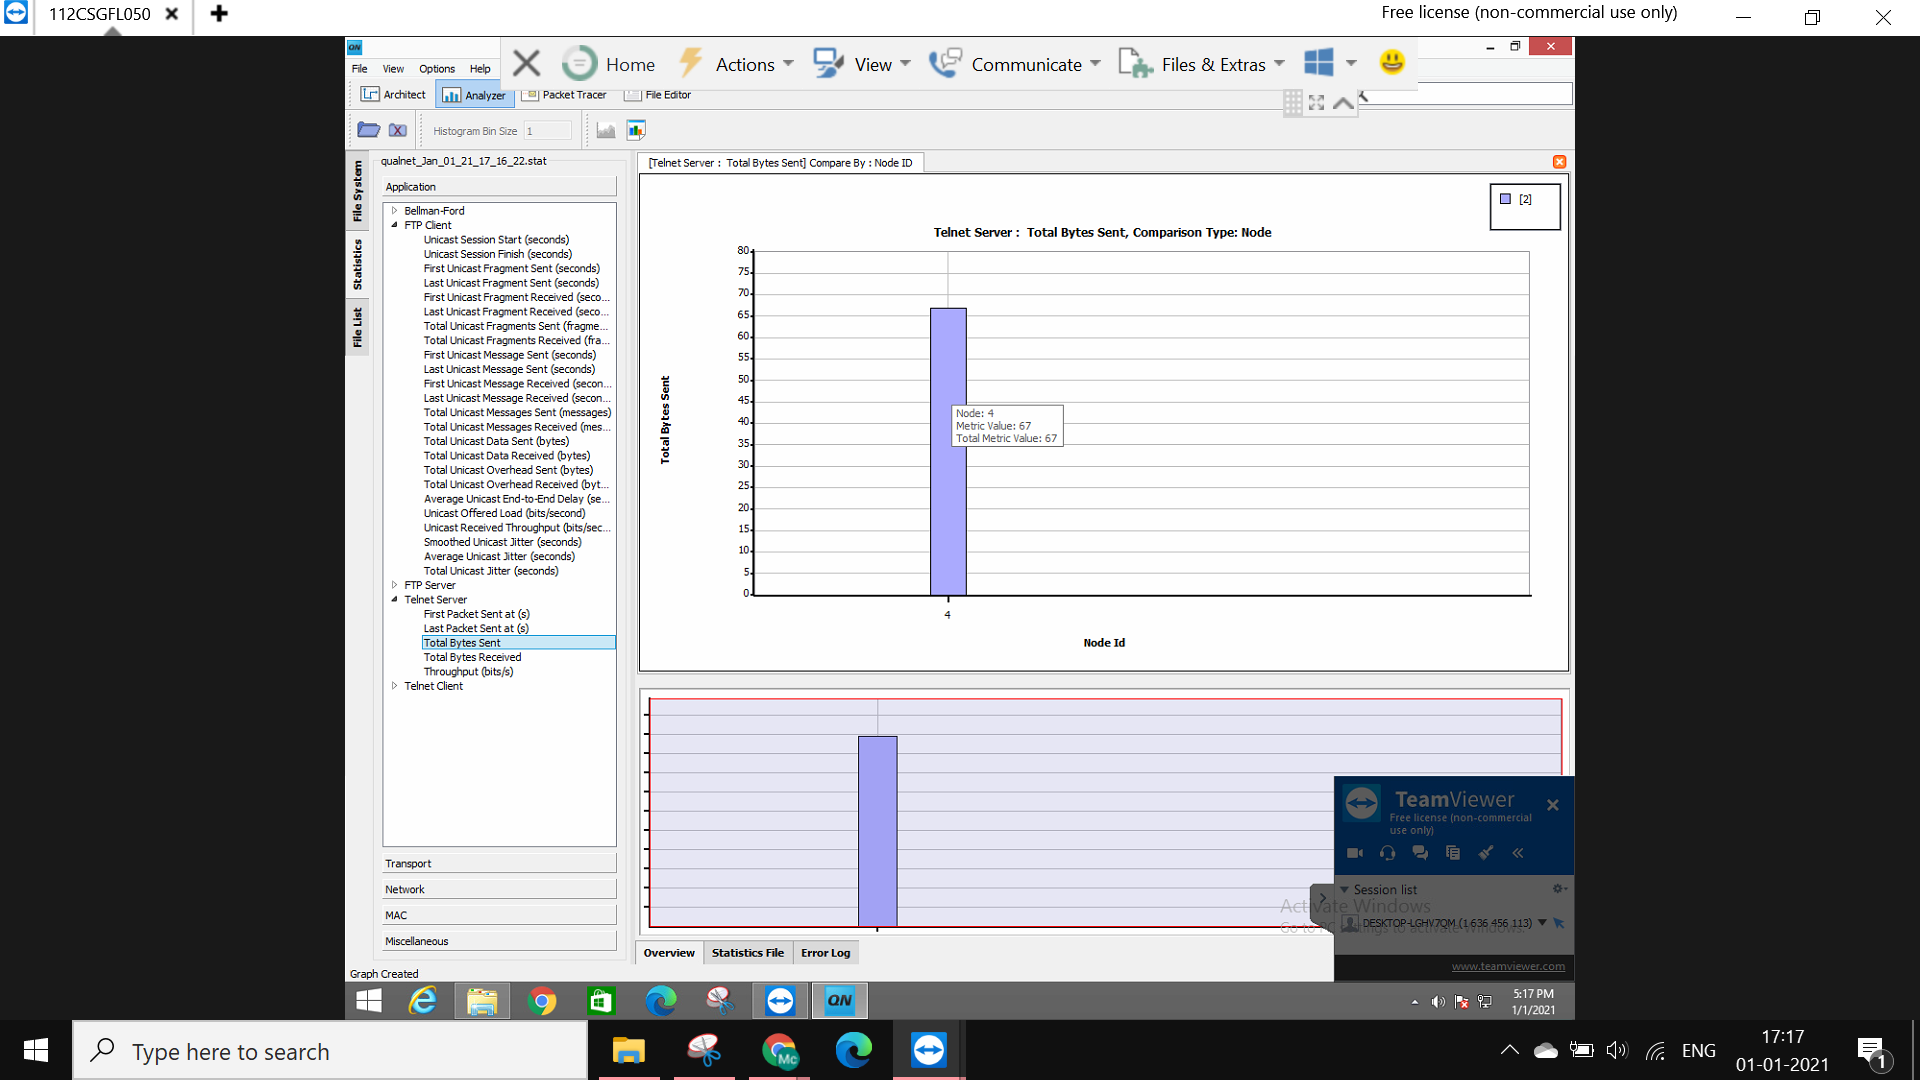 112CSGFL050
Free license (non-commercial use only)
QN
Home
Actions
View
Communicate
Files & Extras
File
View
Options
Help
Architect
Analyzer
Packet Tracer
File Editor
Histogram Bin Size
1
File System
Statistics
File List
qualnet_Jan_01_21_17_16_22.stat
Application
Bellman-Ford
FTP Client
Unicast Session Start (seconds)
Unicast Session Finish (seconds)
First Unicast Fragment Sent (seconds)
Last Unicast Fragment Sent (seconds)
First Unicast Fragment Received (seco...
Last Unicast Fragment Received (seco...
Total Unicast Fragments Sent (fragme...
Total Unicast Fragments Received (fra...
First Unicast Message Sent (seconds)
Last Unicast Message Sent (seconds)
First Unicast Message Received (secon...
Last Unicast Message Received (secon...
Total Unicast Messages Sent (messages)
Total Unicast Messages Received (mes...
Total Unicast Data Sent (bytes)
Total Unicast Data Received (bytes)
Total Unicast Overhead Sent (bytes)
Total Unicast Overhead Received (byt...
Average Unicast End-to-End Delay (se...
Unicast Offered Load (bits/second)
Unicast Received Throughput (bits/sec...
Smoothed Unicast Jitter (seconds)
Average Unicast Jitter (seconds)
Total Unicast Jitter (seconds)
FTP Server
Telnet Server
First Packet Sent at (s)
Last Packet Sent at (s)
Total Bytes Sent
Total Bytes Received
Throughput (bits/s)
Telnet Client
Transport
Network
MAC
Miscellaneous
Graph Created
[Telnet Server : Total Bytes Sent] Compare By : Node ID
[2]
Telnet Server : Total Bytes Sent, Comparison Type: Node
Total Bytes Sent
80
75
70
65
60
55
50
45
40
35
30
25
20
15
10
5
0
Node: 4
Metric Value: 67
Total Metric Value: 67
4
Node Id
Overview
Statistics File
Error Log
TeamViewer
Free license (non-commercial
use only)
Session list
Activate Windows
DESKTOP-LGHV7QM (1 636 456 113)
Go to PC settings to activate Windows.
www.teamviewer.com
QN
5:17 PM
1/1/2021
Type here to search
Mc
ENG
17:17
01-01-2021
1